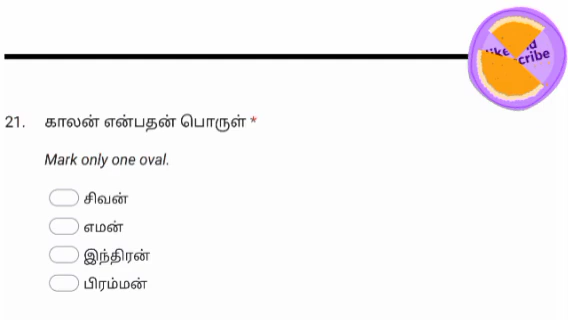 21. காலன் என்பதன் பொருள் *
Mark only one oval.
சிவன்
எமன்
இந்திரன்
பிரம்மன்